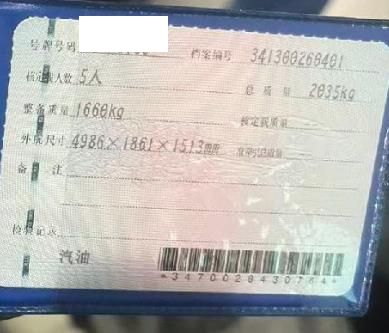 号牌号码 档案编号 341300260401
核定载人数 5人 总质量 2035kg
整备质量 1660kg 核定载质量
外廓尺寸 4986×1861×1513mm 准牵引总质量
备注
检验记录
汽油
*3470028430764*